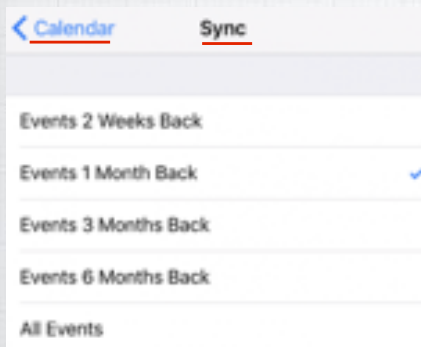 Calendar Sync
Events 2 Weeks Back
Events 1 Month Back
Events 3 Months Back
Events 6 Months Back
All Events